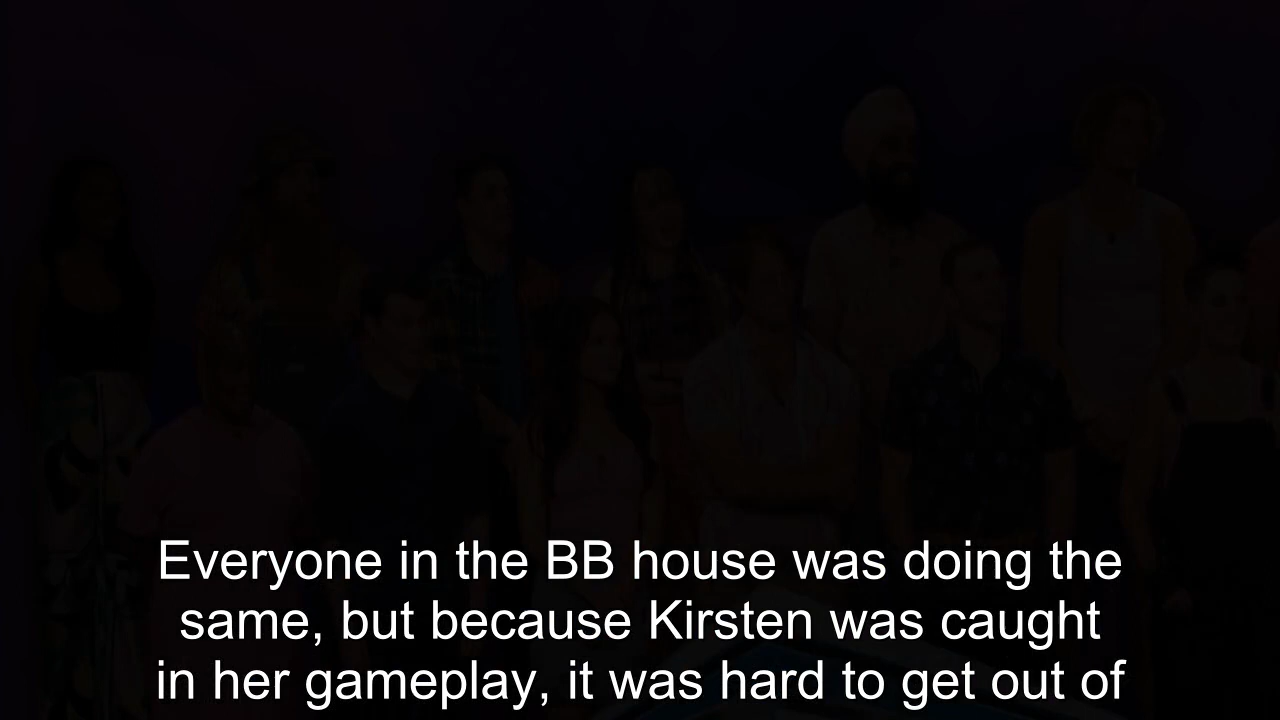 Everyone in the BB house was doing the
same, but because Kirsten was caught
in her gameplay, it was hard to get out of